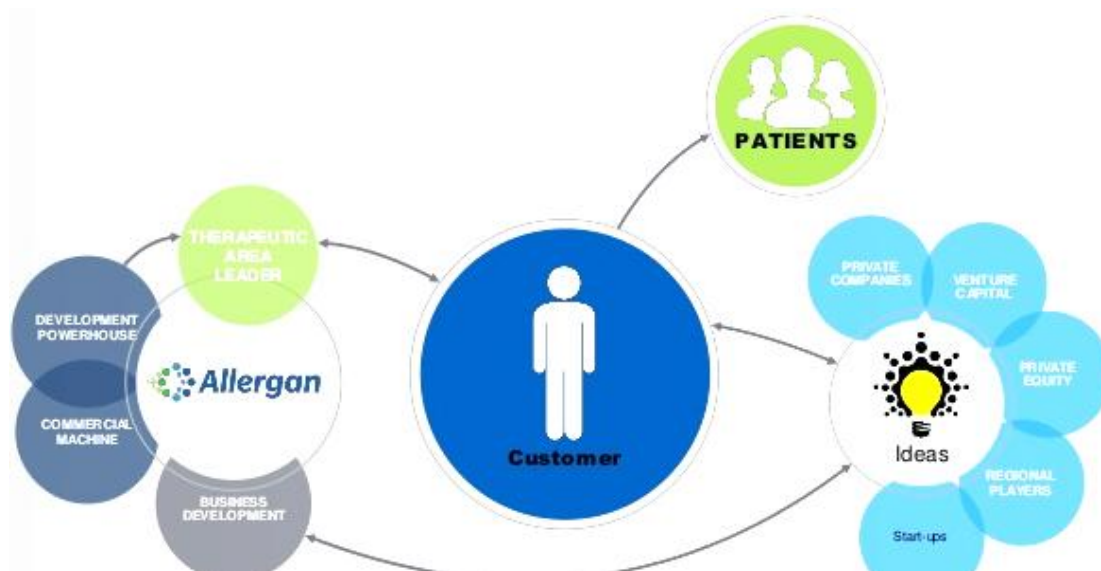 PATIENTS
THERAPEUTIC
AREA
LEADER
DEVELOPMENT
POWERHOUSE
Allergan
COMMERCIAL
MACHINE
BUSINESS
DEVELOPMENT
Customer
PRIVATE
COMPANIES
VENTURE
CAPITAL
PRIVATE
EQUITY
Ideas
REGIONAL
PLAYERS
Start-ups